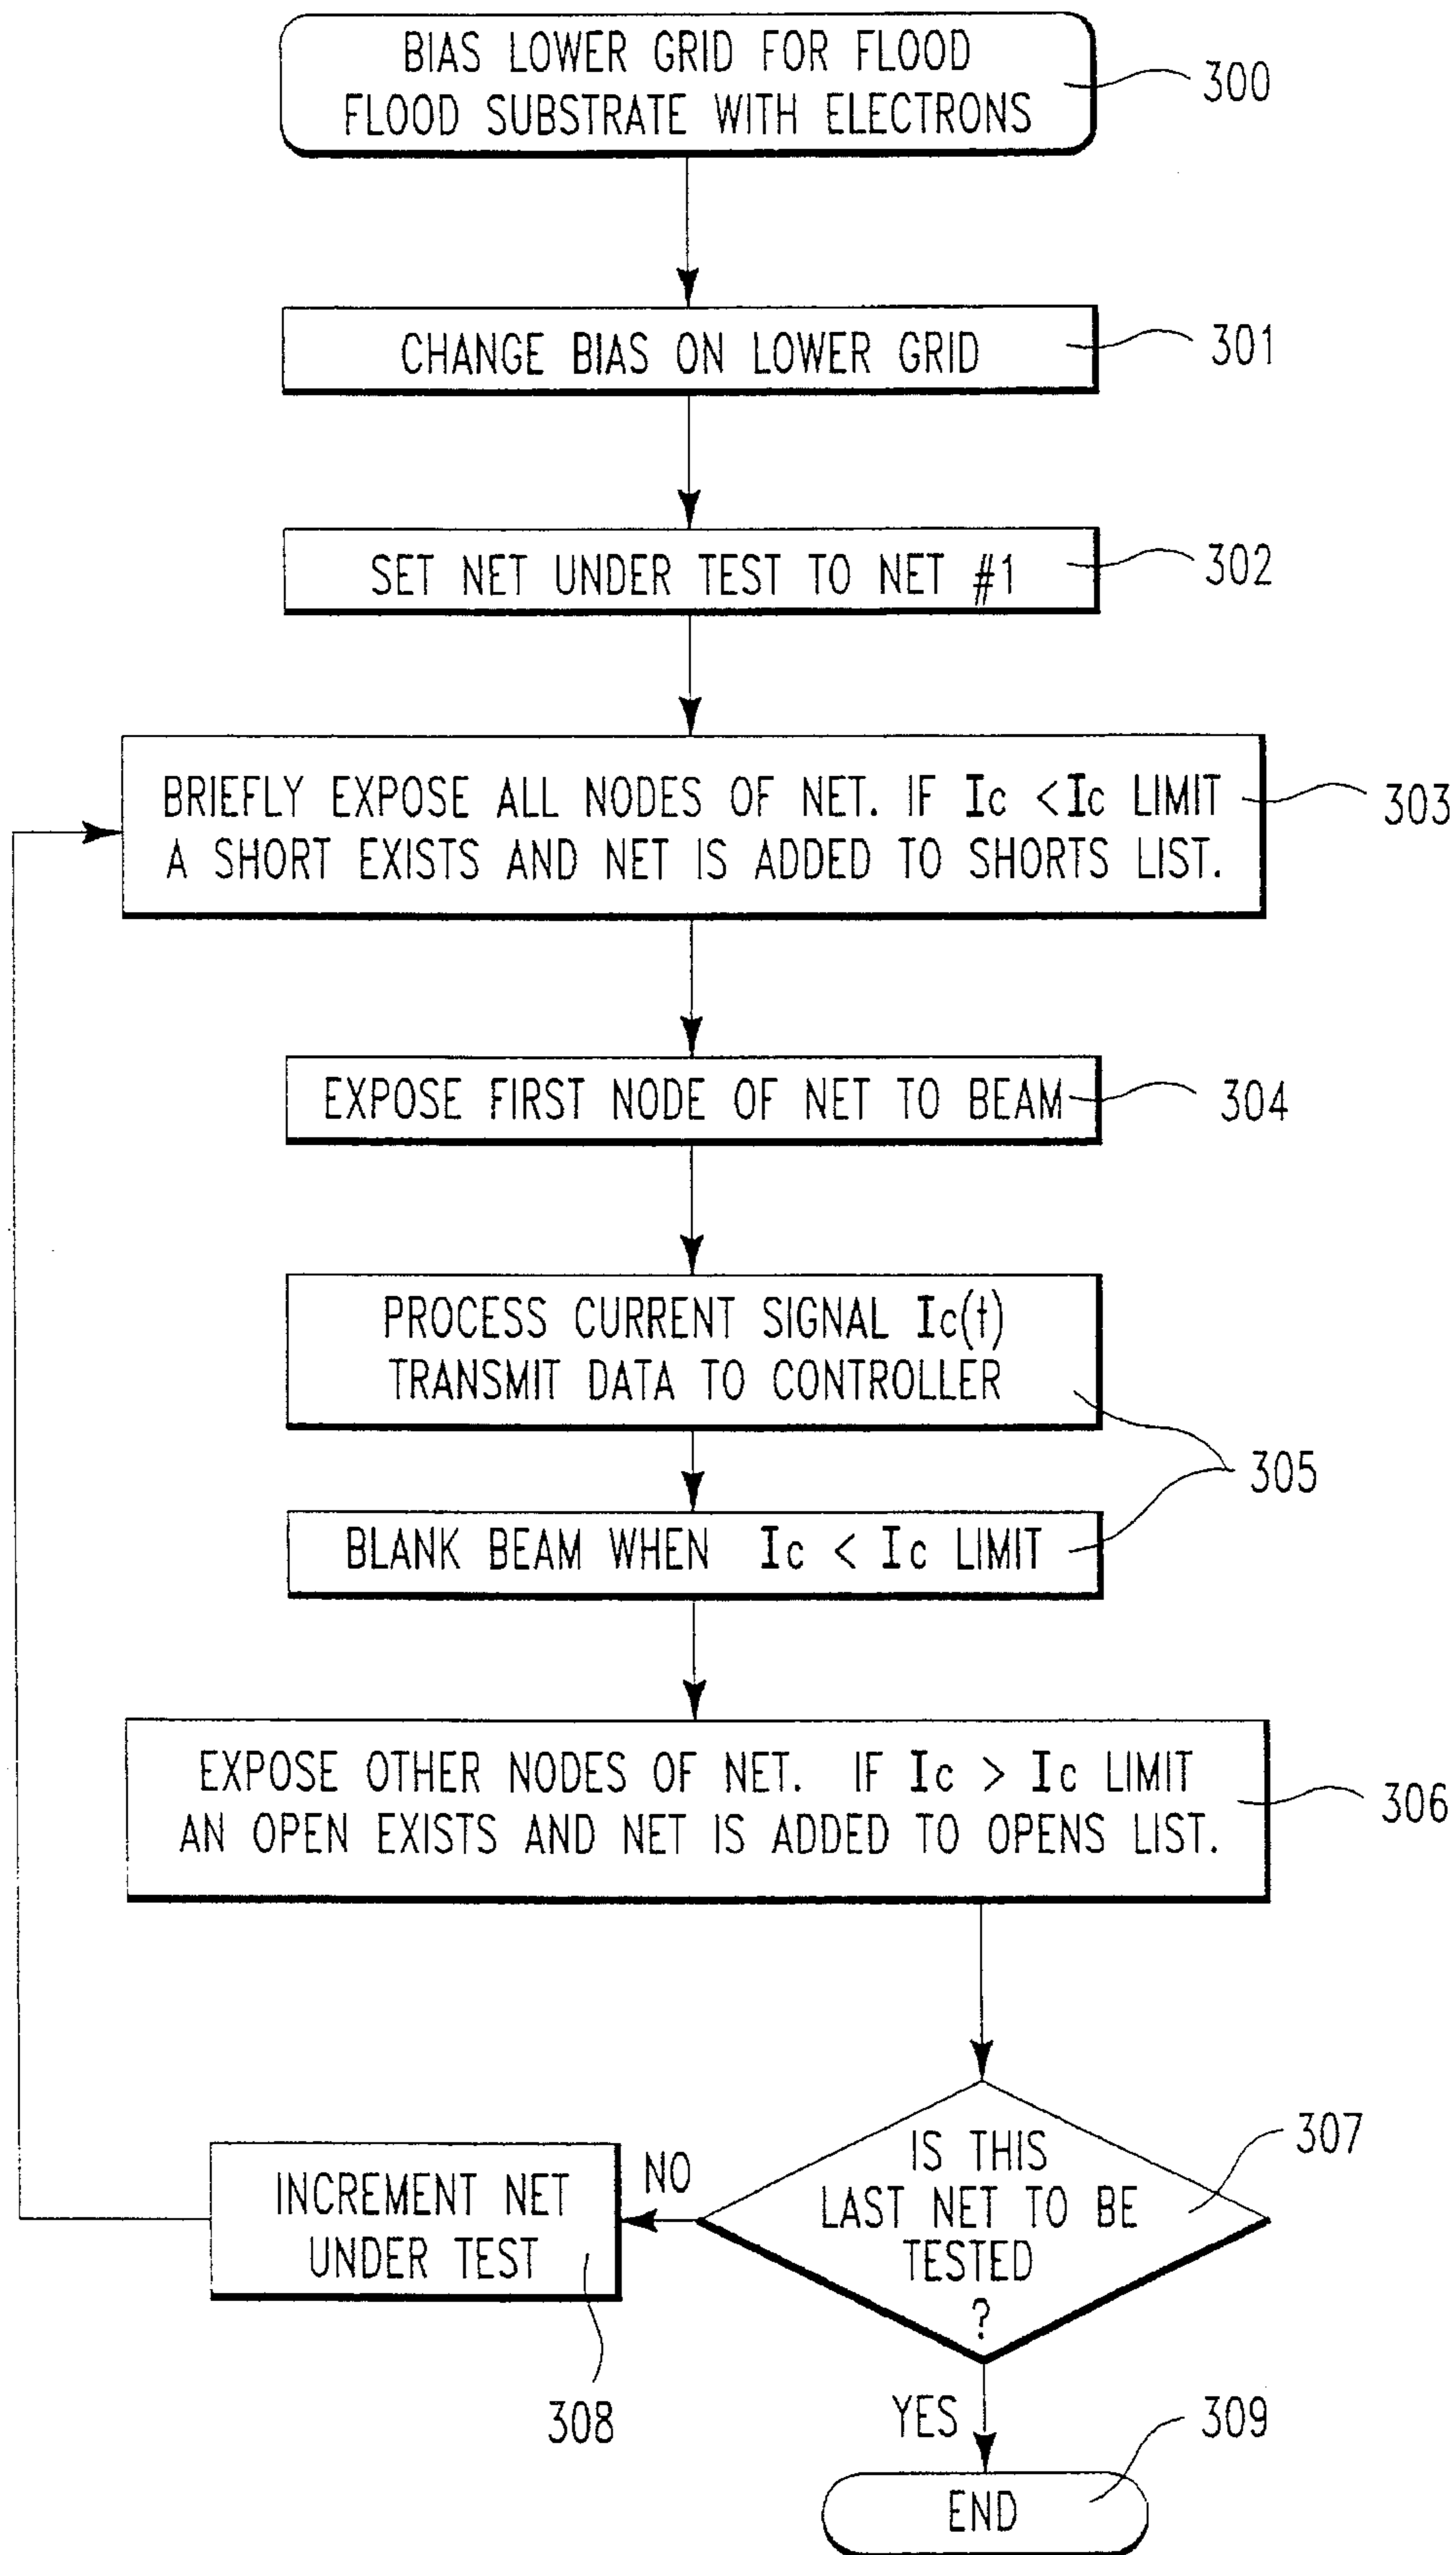 BIAS LOWER GRID FOR FLOOD
FLOOD SUBSTRATE WITH ELECTRONS
300
CHANGE BIAS ON LOWER GRID
301
SET NET UNDER TEST TO NET #1
302
BRIEFLY EXPOSE ALL NODES OF NET. IF Ic <Ic LIMIT
A SHORT EXISTS AND NET IS ADDED TO SHORTS LIST.
303
EXPOSE FIRST NODE OF NET TO BEAM
304
PROCESS CURRENT SIGNAL Ic(t)
TRANSMIT DATA TO CONTROLLER
305
BLANK BEAM WHEN Ic < Ic LIMIT
EXPOSE OTHER NODES OF NET. IF Ic > Ic LIMIT
AN OPEN EXISTS AND NET IS ADDED TO OPENS LIST.
306
IS THIS
LAST NET TO BE
TESTED
?
307
NO
INCREMENT NET
UNDER TEST
308
YES
309
END